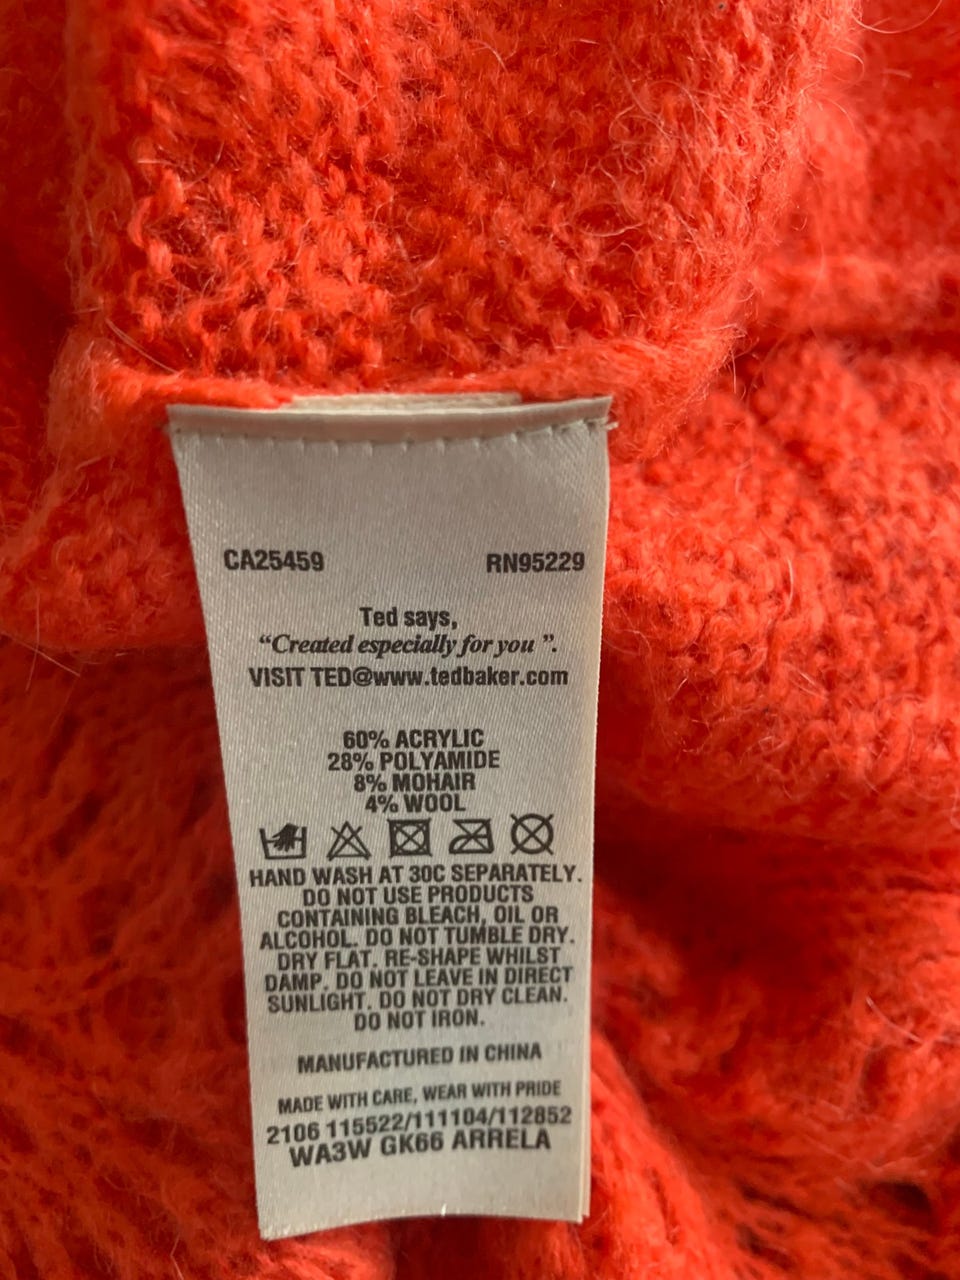 CA25459 RN95229
Ted says,
“Created especially for you ”.
VISIT TED@www.tedbaker.com
60% ACRYLIC
28% POLYAMIDE
8% MOHAIR
4% WOOL
HAND WASH AT 30C SEPARATELY.
DO NOT USE PRODUCTS
CONTAINING BLEACH, OIL OR
ALCOHOL. DO NOT TUMBLE DRY.
DRY FLAT. RE-SHAPE WHILST
DAMP. DO NOT LEAVE IN DIRECT
SUNLIGHT. DO NOT DRY CLEAN.
DO NOT IRON.
MANUFACTURED IN CHINA
MADE WITH CARE, WEAR WITH PRIDE
2106 115522/111104/112852
WA3W GK66 ARRELA